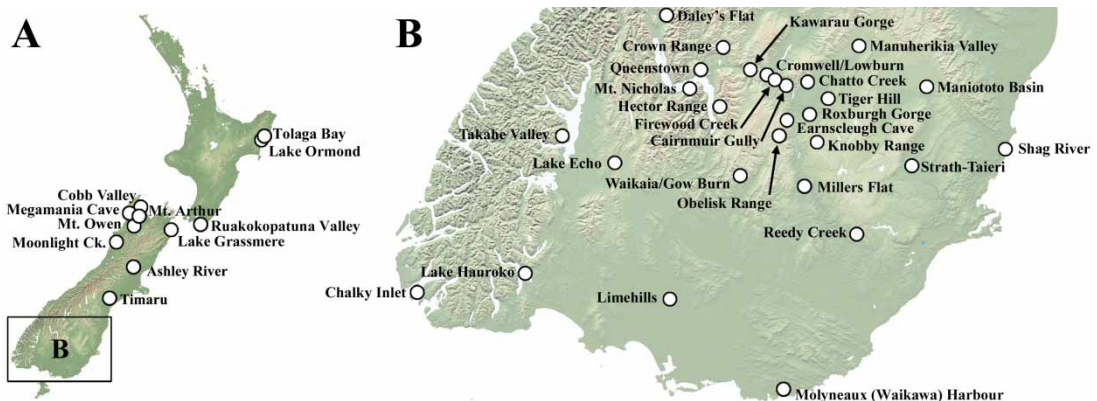 A
Tolaga Bay
Lake Ormond
Cobb Valley
Megamania Cave
Mt. Arthur
Mt. Owen
Ruakokopatuna Valley
Moonlight Ck.
Lake Grassmere
Ashley River
Timaru
B
B
Daley's Flat
Kawarau Gorge
Crown Range
Manuherikia Valley
Queenstown
Cromwell/Lowburn
Chatto Creek
Mt. Nicholas
Maniototo Basin
Hector Range
Tiger Hill
Roxburgh Gorge
Firewood Creek
Earnscleugh Cave
Takahe Valley
Cairnmuir Gully
Knobby Range
Shag River
Lake Echo
Strath-Taieri
Waikaia/Gow Burn
Millers Flat
Obelisk Range
Reedy Creek
Lake Hauroko
Chalky Inlet
Limehills
Molyneaux (Waikawa) Harbour